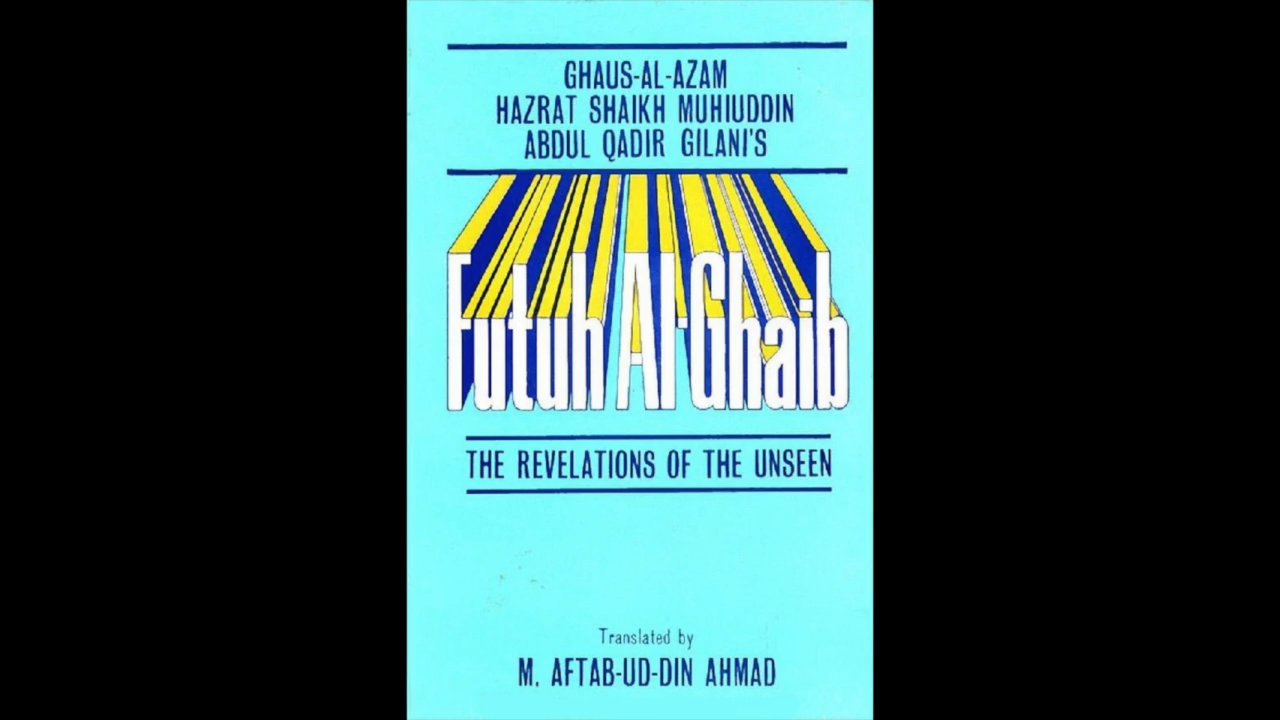 GHAUS-AL-AZAM
HAZRAT SHAIKH MUHIUDDIN
ABDUL QADIR GILANI'S
Futuh Al-Ghaib
THE REVELATIONS OF THE UNSEEN
Translated by
M. AFTAB-UD-DIN AHMAD